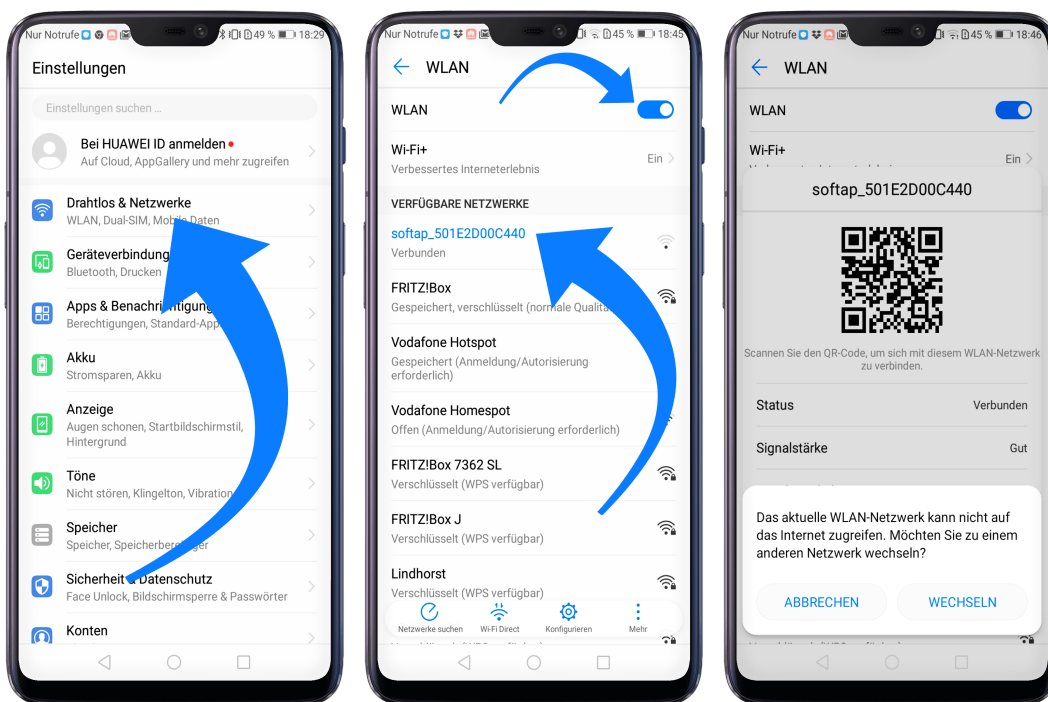 Nur Notrufe 49 % 18:29
Einstellungen
Einstellungen suchen ...
Bei HUAWEI ID anmelden
Auf Cloud, AppGallery und mehr zugreifen
Drahtlos & Netzwerke
WLAN, Dual-SIM, Mobile Daten
Geräteverbindung
Bluetooth, Drucken
Apps & Benachrichtigung
Berechtigungen, Standard-App
Akku
Stromsparen, Akku
Anzeige
Augen schonen, Startbildschirmstil,
Hintergrund
Töne
Nicht stören, Klingelton, Vibration
Speicher
Speicher, Speicherbereiniger
Sicherheit & Datenschutz
Face Unlock, Bildschirmsperre & Passwörter
Konten
Nur Notrufe 45 % 18:45
WLAN
WLAN
Wi-Fi+
Verbessertes Interneterlebnis
Ein
VERFÜGBARE NETZWERKE
softap_501E2D00C440
Verbunden
FRITZ!Box
Gespeichert, verschlüsselt (normale Qualitä
Vodafone Hotspot
Gespeichert (Anmeldung/Autorisierung
erforderlich)
Vodafone Homespot
Offen (Anmeldung/Autorisierung erforderlich)
FRITZ!Box 7362 SL
Verschlüsselt (WPS verfügbar)
FRITZ!Box J
Verschlüsselt (WPS verfügbar)
Lindhorst
Verschlüsselt (WPS verfügbar)
Netzwerke suchen Wi-Fi Direct Konfigurieren Mehr
Nur Notrufe 45 % 18:46
WLAN
WLAN
Wi-Fi+
Ein
softap_501E2D00C440
Scannen Sie den QR-Code, um sich mit diesem WLAN-Netzwerk
zu verbinden.
Status Verbunden
Signalstärke Gut
Das aktuelle WLAN-Netzwerk kann nicht auf
das Internet zugreifen. Möchten Sie zu einem
anderen Netzwerk wechseln?
ABBRECHEN WECHSELN